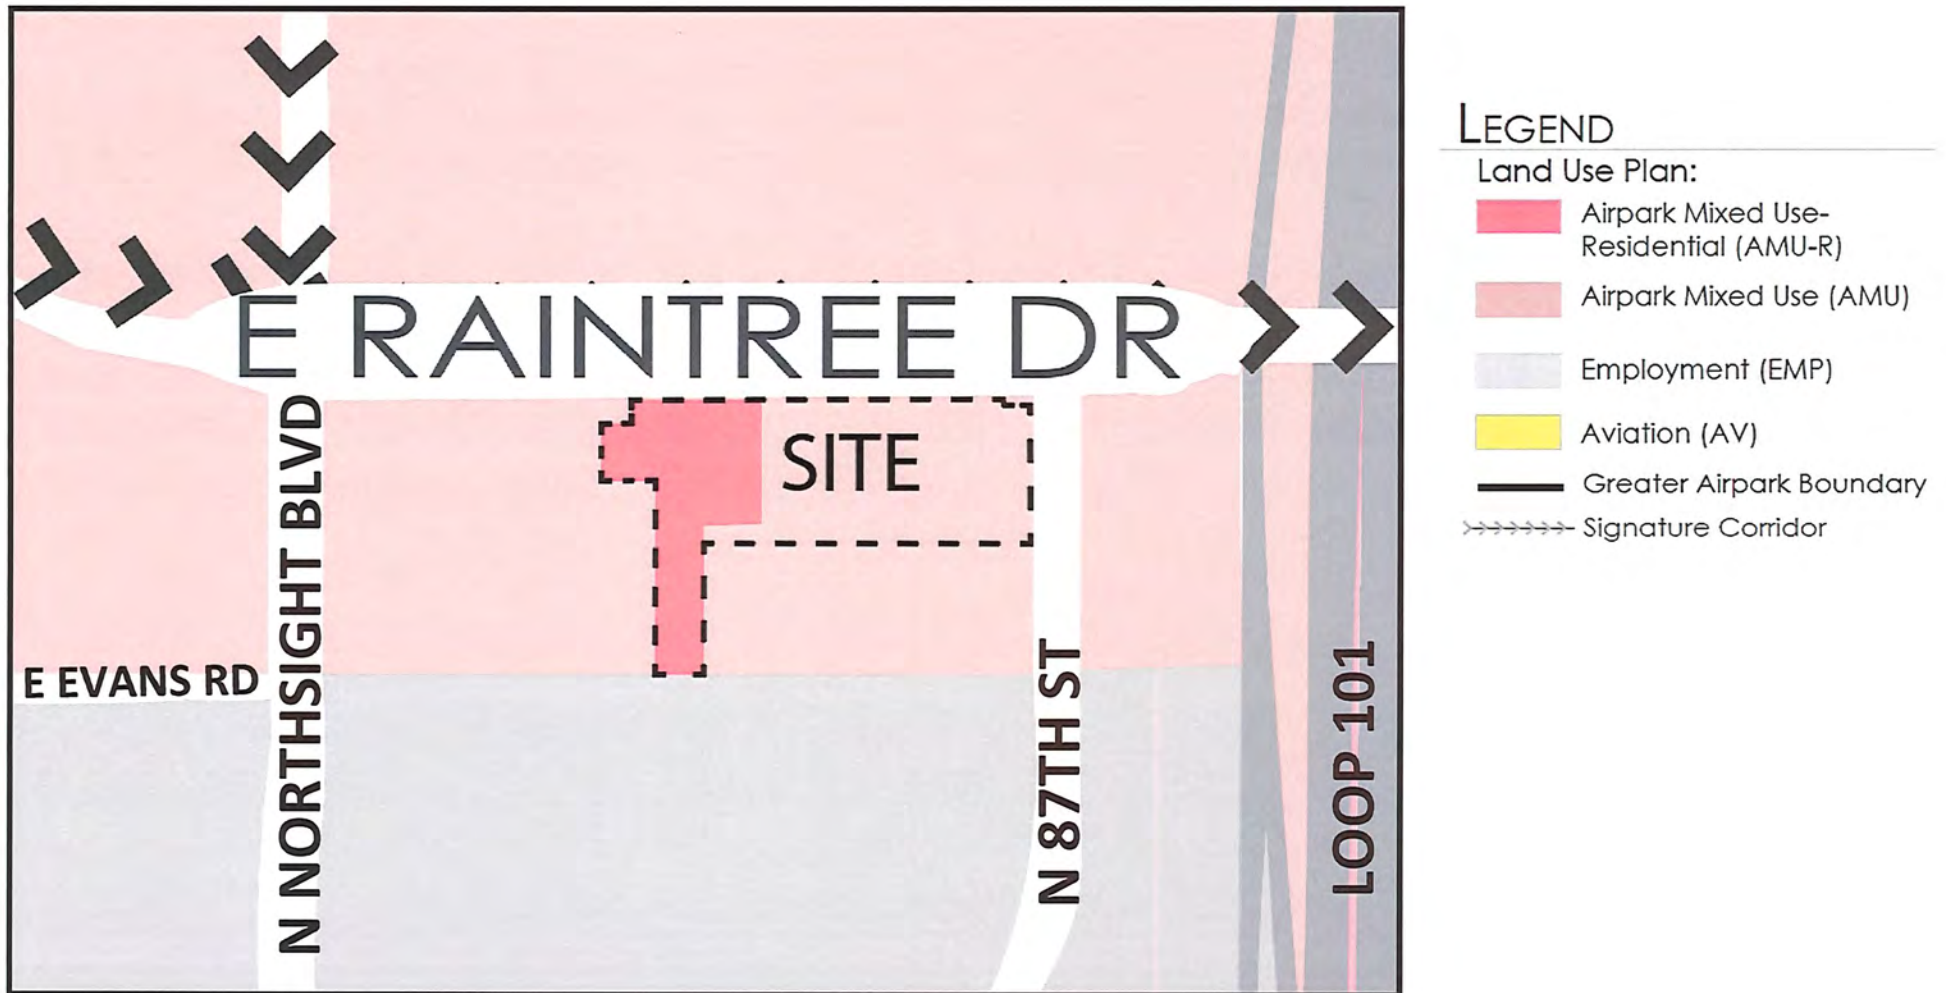 E RAINTREE DR
SITE
N NORTHSIGHT BLVD
E EVANS RD
N 87TH ST
LOOP 101
LEGEND
Land Use Plan:
Airpark Mixed Use-
Residential (AMU-R)
Airpark Mixed Use (AMU)
Employment (EMP)
Aviation (AV)
Greater Airpark Boundary
Signature Corridor